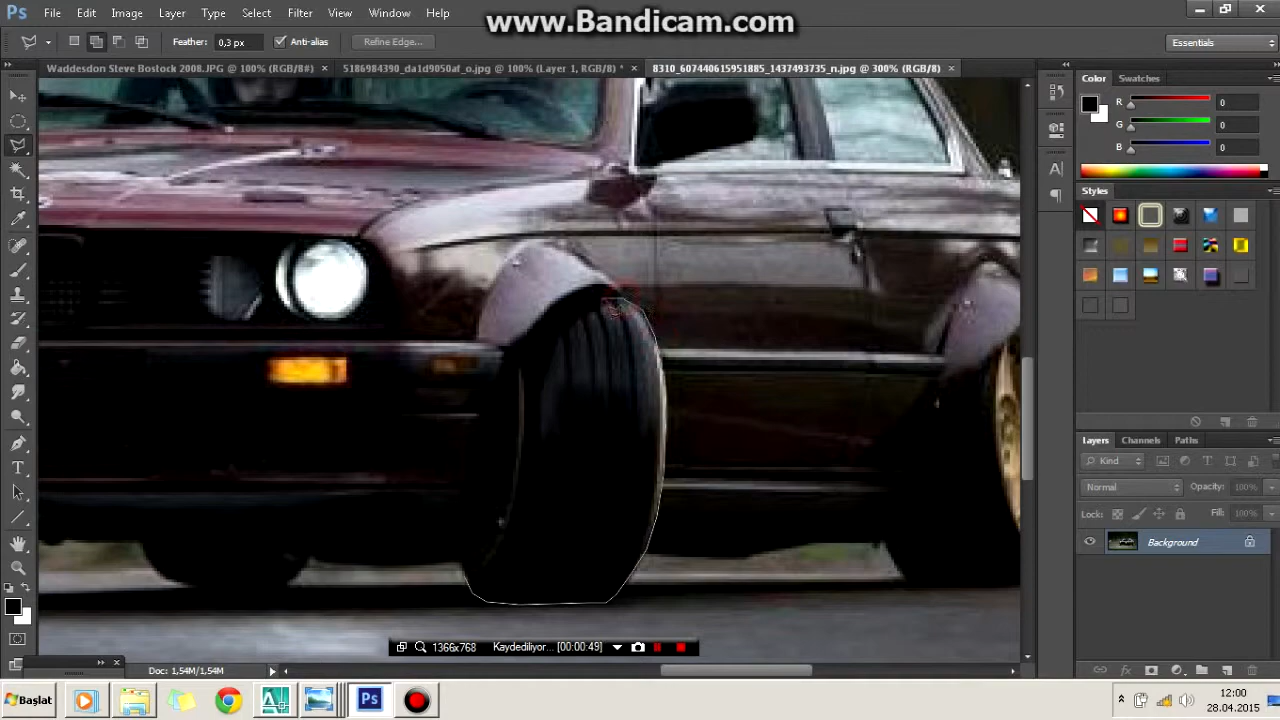 www.Bandicam.com
Ps File Edit Image Layer Type Select Filter View Window Help
Feather: 0,3 px Anti-alias Refine Edge... Essentials
Waddesdon Steve Bostock 2008.JPG @ 100% (RGB/8#) × 5186984390_da1d9050af_o.jpg @ 100% (Layer 1, RGB/8) * × 8310_607440615951885_1437493735_n.jpg @ 300% (RGB/8) ×
Color Swatches
R 0
G 0
B 0
Styles
Layers Channels Paths
Kind
Normal Opacity: 100%
Lock: Fill: 100%
Background
1366x768 Kaydediliyor... [00:00:49]
Doc: 1,54M/1,54M
Başlat Ps 12:00
28.04.2015